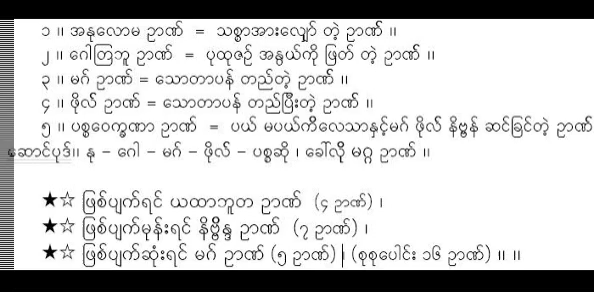 ၁ ။ အနုလောမ ဉာဏ် = သစ္စာအားလျော် တဲ့ ဉာဏ် ။
၂ ။ ဂေါတြဘူ ဉာဏ် = ပုထုဇဉ် အနွယ်ကို ဖြတ် တဲ့ ဉာဏ် ။
၃ ။ မဂ် ဉာဏ် = သောတာပန် တည်တဲ့ ဉာဏ် ။
၄ ။ ဖိုလ် ဉာဏ် = သောတာပန် တည်ပြီးတဲ့ ဉာဏ် ။
၅ ။ ပစ္စဝေက္ခဏာ ဉာဏ် = ပယ် မပယ်ကိလေသာနှင့်မဂ် ဖိုလ် နိဗ္ဗန် ဆင်ခြင်တဲ့ ဉာဏ်
ဆောင်ပုဒ်။ နု – ဂေါ – မဂ် – ဖိုလ် – ပစ္စဆို ၊ ခေါ်လို မဂ္ဂ ဉာဏ် ။
★☆ ဖြစ်ပျက်ရင် ယထာဘူတ ဉာဏ် (၄ ဉာဏ်) ၊
★☆ ဖြစ်ပျက်မုန်းရင် နိဗ္ဗိန္ဒ ဉာဏ် (၇ ဉာဏ်) ၊
★☆ ဖြစ်ပျက်ဆုံးရင် မဂ် ဉာဏ် (၅ ဉာဏ်) | (စုစုပေါင်း ၁၆ ဉာဏ်) ။ ။